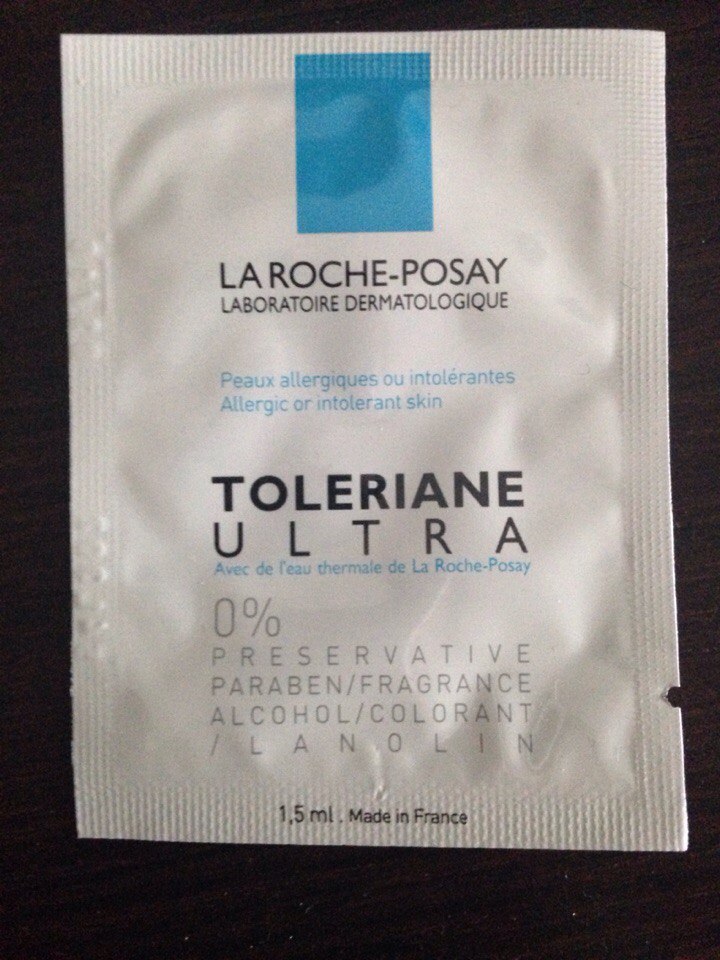 LA ROCHE-POSAY
LABORATOIRE DERMATOLOGIQUE
Peaux allergiques ou intolérantes
Allergic or intolerant skin
TOLERIANE
ULTRA
Avec de l'eau thermale de La Roche-Posay
0%
PRESERVATIVE
PARABEN/FRAGRANCE
ALCOHOL/COLORANT
/LANOLIN
1,5 ml . Made in France